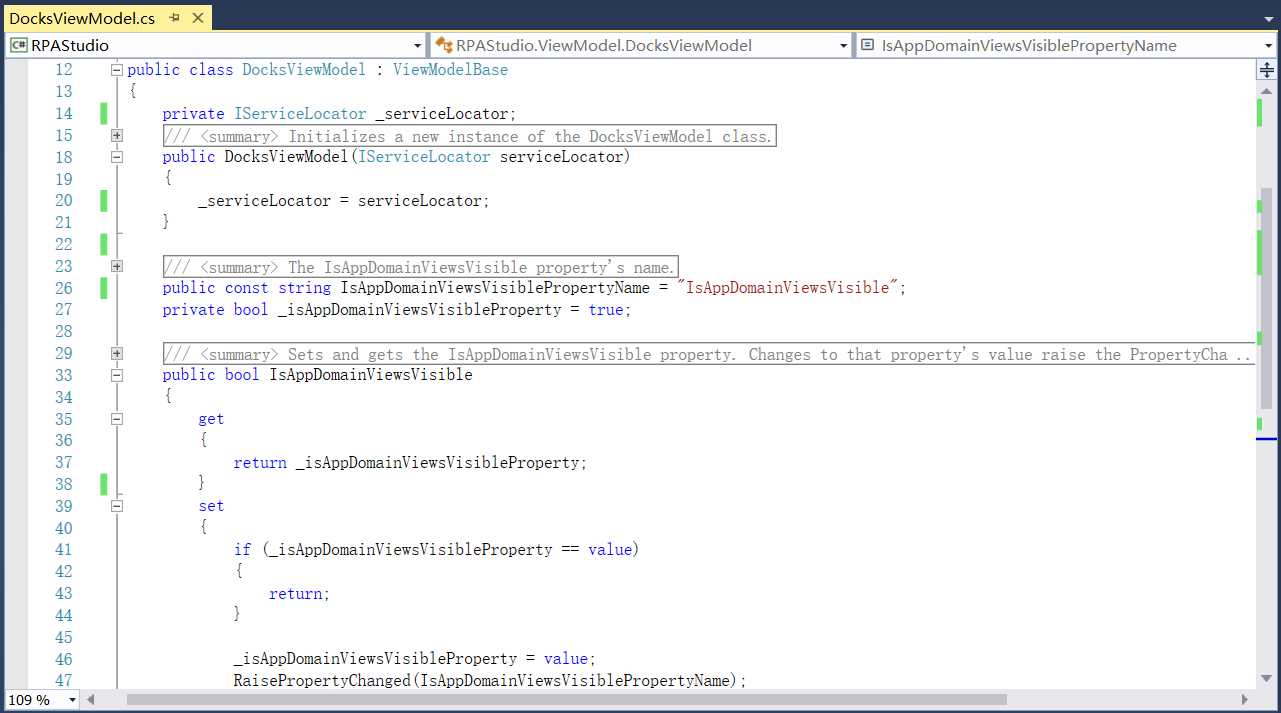 DocksViewModel.cs
C# RPAStudio RPAStudio.ViewModel.DocksViewModel IsAppDomainViewsVisiblePropertyName
12 public class DocksViewModel : ViewModelBase
13 {
14 private IServiceLocator _serviceLocator;
15 /// <summary> Initializes a new instance of the DocksViewModel class.
18 public DocksViewModel(IServiceLocator serviceLocator)
19 {
20 _serviceLocator = serviceLocator;
21 }
22
23 /// <summary> The IsAppDomainViewsVisible property's name.
26 public const string IsAppDomainViewsVisiblePropertyName = "IsAppDomainViewsVisible";
27 private bool _isAppDomainViewsVisibleProperty = true;
28
29 /// <summary> Sets and gets the IsAppDomainViewsVisible property. Changes to that property's value raise the PropertyCha ..
33 public bool IsAppDomainViewsVisible
34 {
35 get
36 {
37 return _isAppDomainViewsVisibleProperty;
38 }
39 set
40 {
41 if (_isAppDomainViewsVisibleProperty == value)
42 {
43 return;
44 }
45
46 _isAppDomainViewsVisibleProperty = value;
47 RaisePropertyChanged(IsAppDomainViewsVisiblePropertyName);
109 %